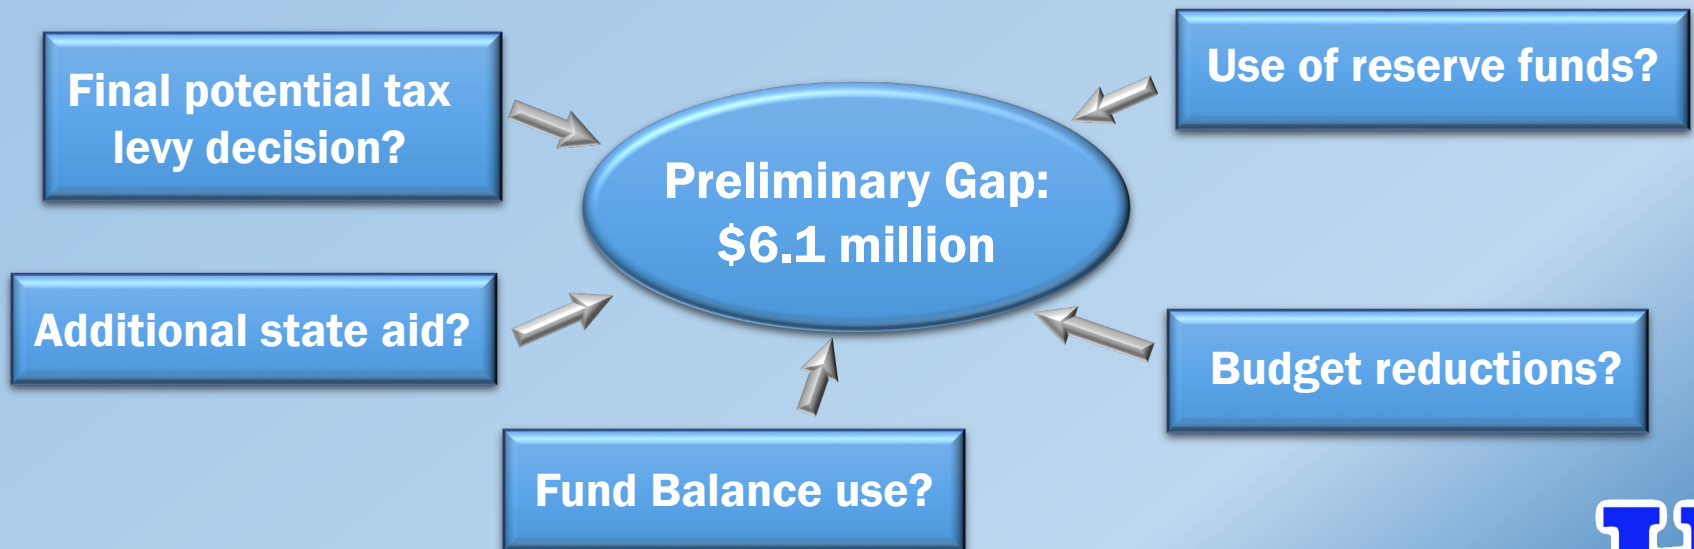 Final potential tax
levy decision?
Use of reserve funds?
Preliminary Gap:
$6.1 million
Additional state aid?
Budget reductions?
Fund Balance use?